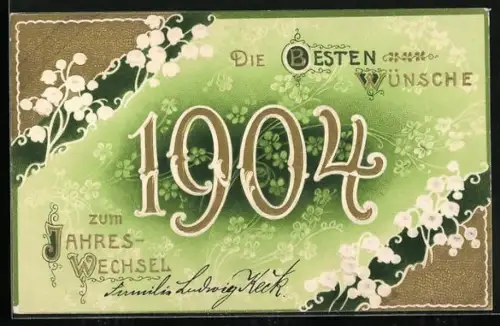 Die Besten
Wünsche
1904
zum
Jahres-
Wechsel
Familie Ludwig Keck.